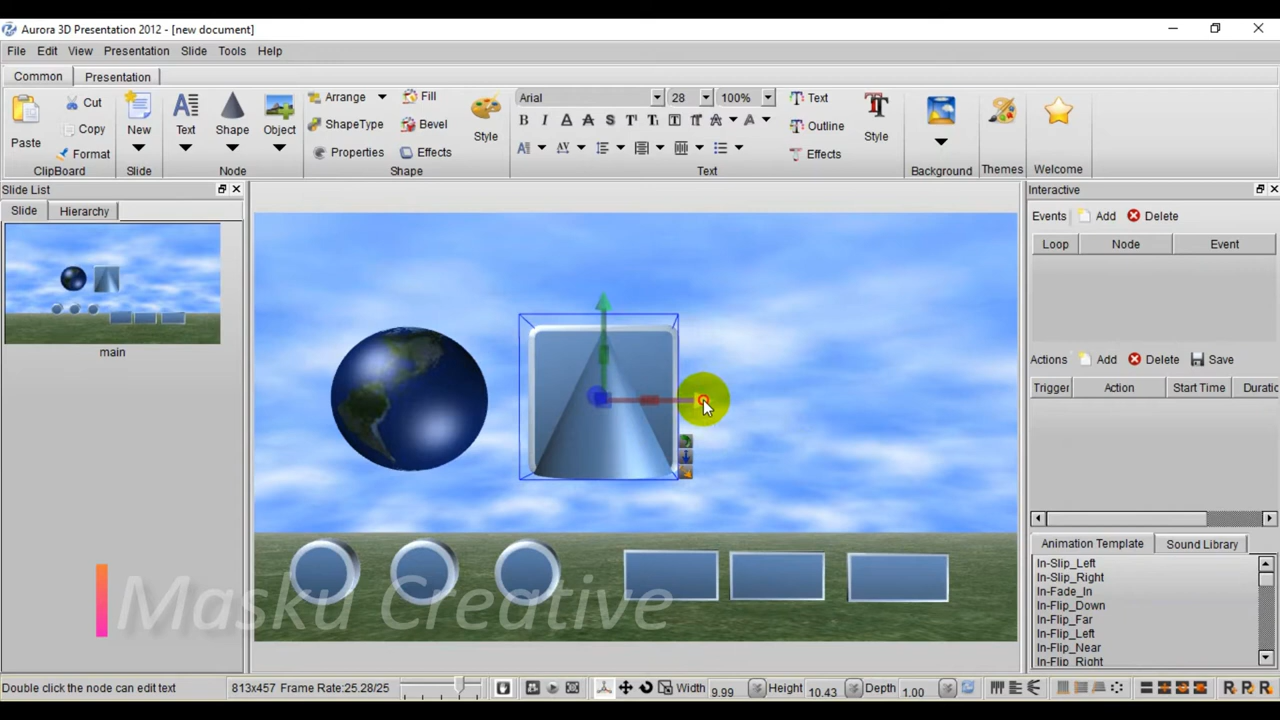 Aurora 3D Presentation 2012 - [new document]
File Edit View Presentation Slide Tools Help
Common Presentation
Paste Cut Copy Format ClipBoard
New Slide
Text Shape Object Node
Arrange Fill ShapeType Bevel Properties Effects Style Shape
Arial 28 100%
Text Outline Effects Style Text
Background Themes Welcome
Slide List
Slide Hierarchy
main
Interactive
Events Add Delete
Loop Node Event
Actions Add Delete Save
Trigger Action Start Time Duratio
Animation Template Sound Library
In-Slip_Left
In-Slip_Right
In-Fade_In
In-Flip_Down
In-Flip_Far
In-Flip_Left
In-Flip_Near
In-Flip_Right
Masku Creative
Double click the node can edit text 813x457 Frame Rate:25.28/25 Width 9.99 Height 10.43 Depth 1.00